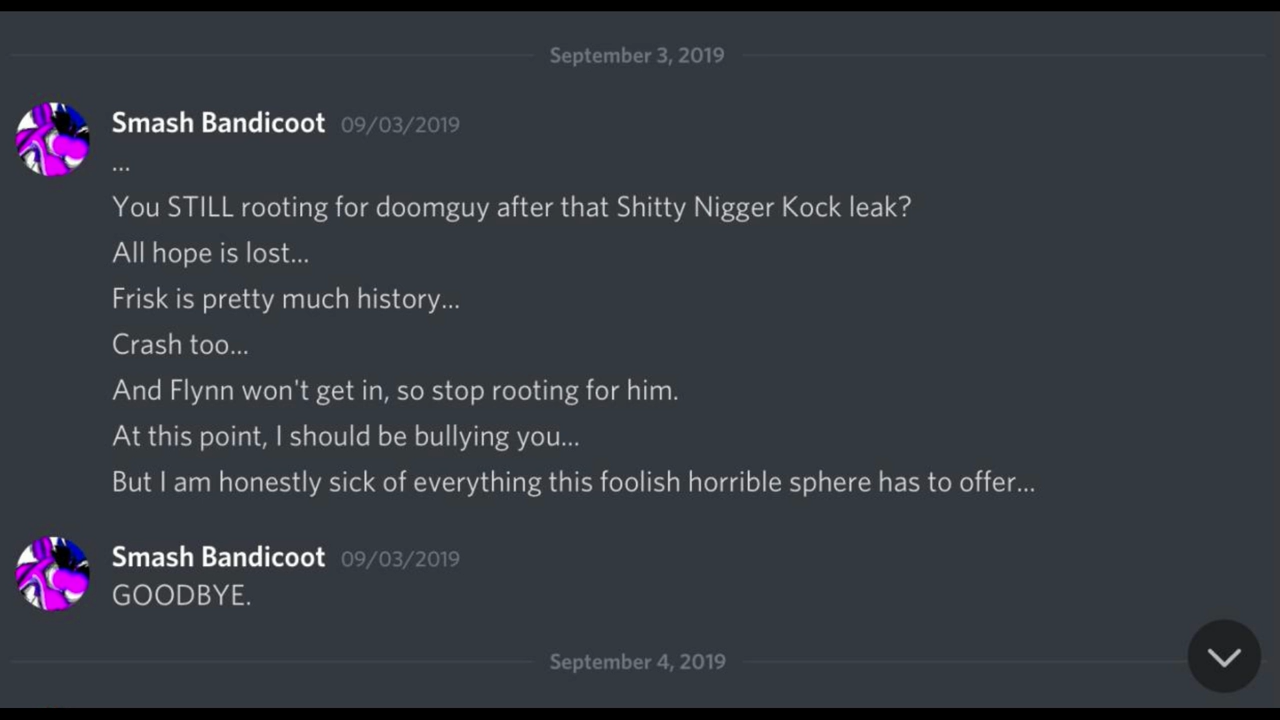 September 3, 2019
Smash Bandicoot 09/03/2019
...
You STILL rooting for doomguy after that Shitty Nigger Kock leak?
All hope is lost...
Frisk is pretty much history...
Crash too...
And Flynn won't get in, so stop rooting for him.
At this point, I should be bullying you...
But I am honestly sick of everything this foolish horrible sphere has to offer...
Smash Bandicoot 09/03/2019
GOODBYE.
September 4, 2019